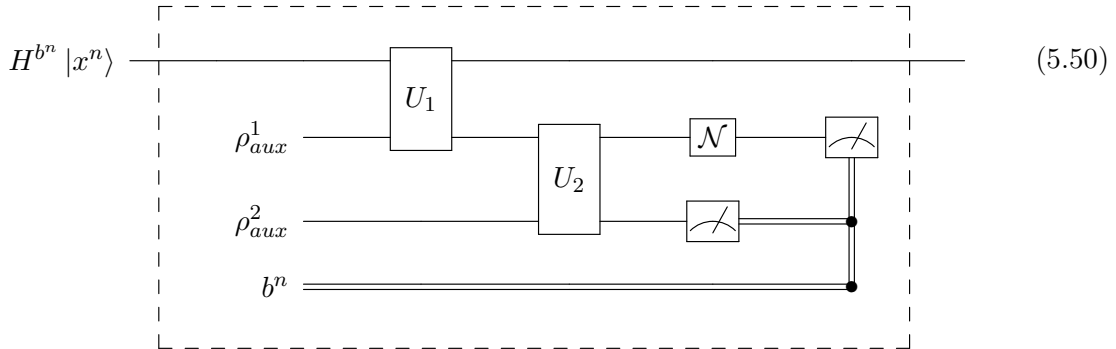 H^{b^n} |x^n⟩ (5.50)
U_1
ρ^1_{aux} 𝒩
U_2
ρ^2_{aux}
b^n